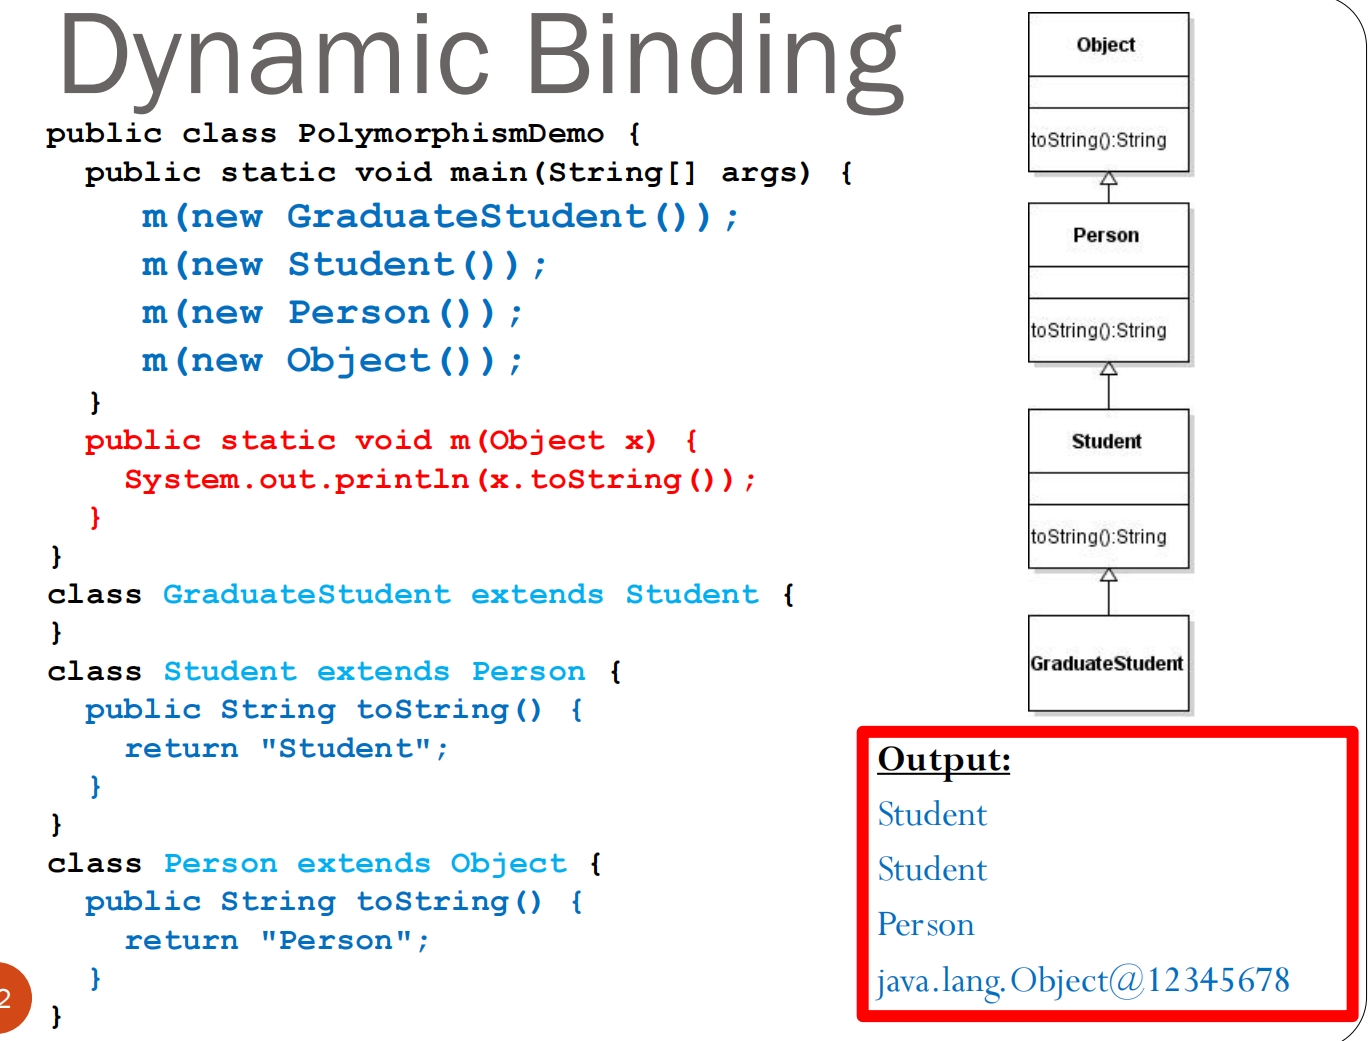 Dynamic Binding
public class PolymorphismDemo {
public static void main(String[] args) {
m(new GraduateStudent());
m(new Student());
m(new Person());
m(new Object());
}
public static void m(Object x) {
System.out.println(x.toString());
}
}
class GraduateStudent extends Student {
}
class Student extends Person {
public String toString() {
return "Student";
}
}
class Person extends Object {
public String toString() {
return "Person";
}
}
2
Object
toString():String
Person
toString():String
Student
toString():String
GraduateStudent
Output:
Student
Student
Person
java.lang.Object@12345678